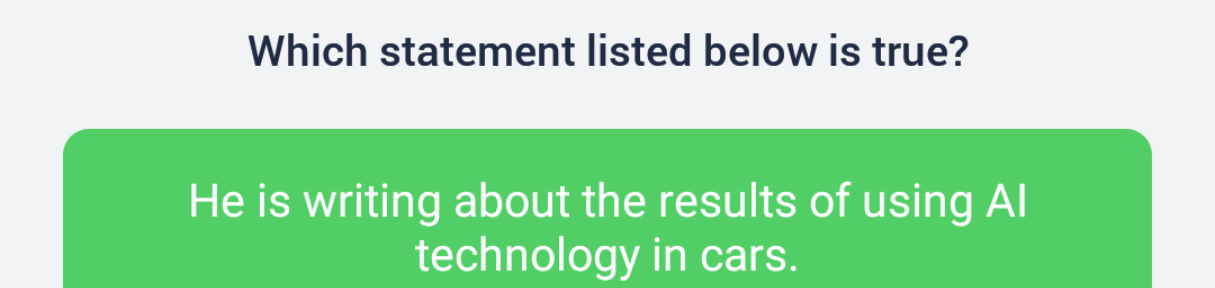 Which statement listed below is true?
He is writing about the results of using AI
technology in cars.